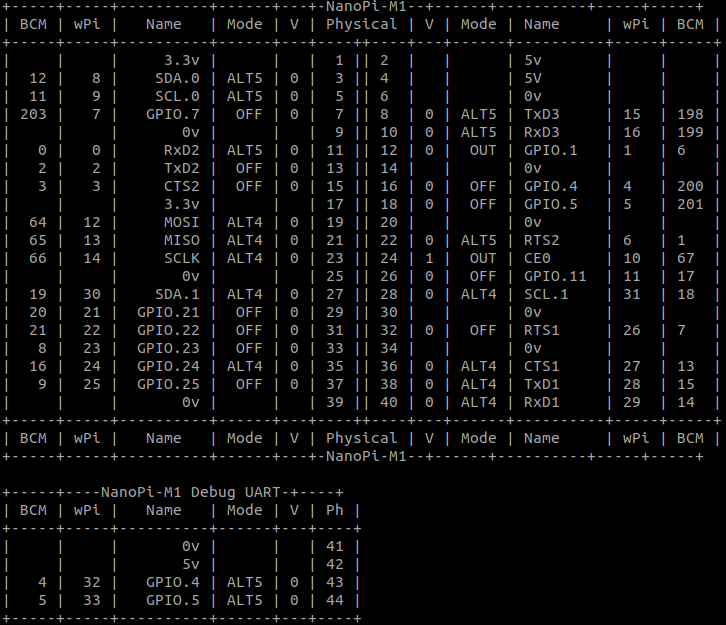 +-----+-----+----------+------+---+-NanoPi-M1--+------+----------+-----+-----+
| BCM | wPi |   Name   | Mode | V | Physical | V | Mode | Name     | wPi | BCM |
+-----+-----+----------+------+---+----++----+---+------+----------+-----+-----+
|     |     |     3.3v |      |   |  1 || 2  |   |      | 5v       |     |     |
|  12 |   8 |    SDA.0 | ALT5 | 0 |  3 || 4  |   |      | 5V       |     |     |
|  11 |   9 |    SCL.0 | ALT5 | 0 |  5 || 6  |   |      | 0v       |     |     |
| 203 |   7 |   GPIO.7 |  OFF | 0 |  7 || 8  | 0 | ALT5 | TxD3     | 15  | 198 |
|     |     |       0v |      |   |  9 || 10 | 0 | ALT5 | RxD3     | 16  | 199 |
|   0 |   0 |     RxD2 | ALT5 | 0 | 11 || 12 | 0 |  OUT | GPIO.1   | 1   | 6   |
|   2 |   2 |     TxD2 |  OFF | 0 | 13 || 14 |   |      | 0v       |     |     |
|   3 |   3 |     CTS2 |  OFF | 0 | 15 || 16 | 0 |  OFF | GPIO.4   | 4   | 200 |
|     |     |     3.3v |      |   | 17 || 18 | 0 |  OFF | GPIO.5   | 5   | 201 |
|  64 |  12 |     MOSI | ALT4 | 0 | 19 || 20 |   |      | 0v       |     |     |
|  65 |  13 |     MISO | ALT4 | 0 | 21 || 22 | 0 | ALT5 | RTS2     | 6   | 1   |
|  66 |  14 |     SCLK | ALT4 | 0 | 23 || 24 | 1 |  OUT | CE0      | 10  | 67  |
|     |     |       0v |      |   | 25 || 26 | 0 |  OFF | GPIO.11  | 11  | 17  |
|  19 |  30 |    SDA.1 | ALT4 | 0 | 27 || 28 | 0 | ALT4 | SCL.1    | 31  | 18  |
|  20 |  21 |  GPIO.21 |  OFF | 0 | 29 || 30 |   |      | 0v       |     |     |
|  21 |  22 |  GPIO.22 |  OFF | 0 | 31 || 32 | 0 |  OFF | RTS1     | 26  | 7   |
|   8 |  23 |  GPIO.23 |  OFF | 0 | 33 || 34 |   |      | 0v       |     |     |
|  16 |  24 |  GPIO.24 | ALT4 | 0 | 35 || 36 | 0 | ALT4 | CTS1     | 27  | 13  |
|   9 |  25 |  GPIO.25 |  OFF | 0 | 37 || 38 | 0 | ALT4 | TxD1     | 28  | 15  |
|     |     |       0v |      |   | 39 || 40 | 0 | ALT4 | RxD1     | 29  | 14  |
+-----+-----+----------+------+---+----++----+---+------+----------+-----+-----+
| BCM | wPi |   Name   | Mode | V | Physical | V | Mode | Name     | wPi | BCM |
+-----+-----+----------+------+---+-NanoPi-M1--+------+----------+-----+-----+
+-----+----NanoPi-M1 Debug UART-+----+
| BCM | wPi |   Name   | Mode | V | Ph |
+-----+-----+----------+------+---+----+
|     |     |       0v |      |   | 41 |
|     |     |       5v |      |   | 42 |
|   4 |  32 |   GPIO.4 | ALT5 | 0 | 43 |
|   5 |  33 |   GPIO.5 | ALT5 | 0 | 44 |
+-----+-----+----------+------+---+----+